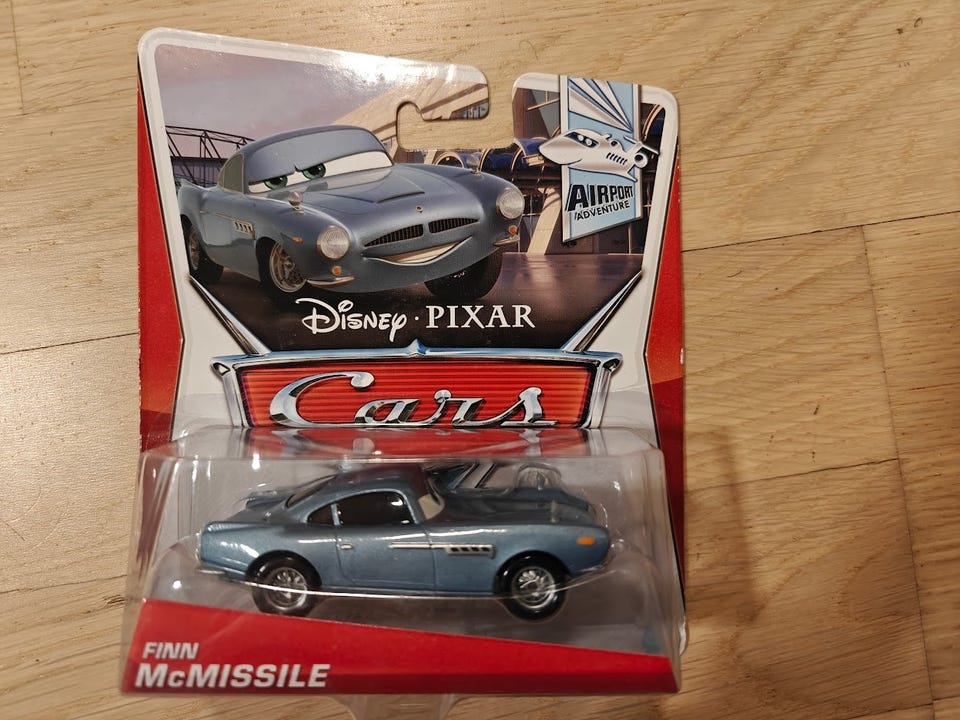 AIRPORT
ADVENTURE
Disney · PIXAR
Cars
FINN
McMISSILE